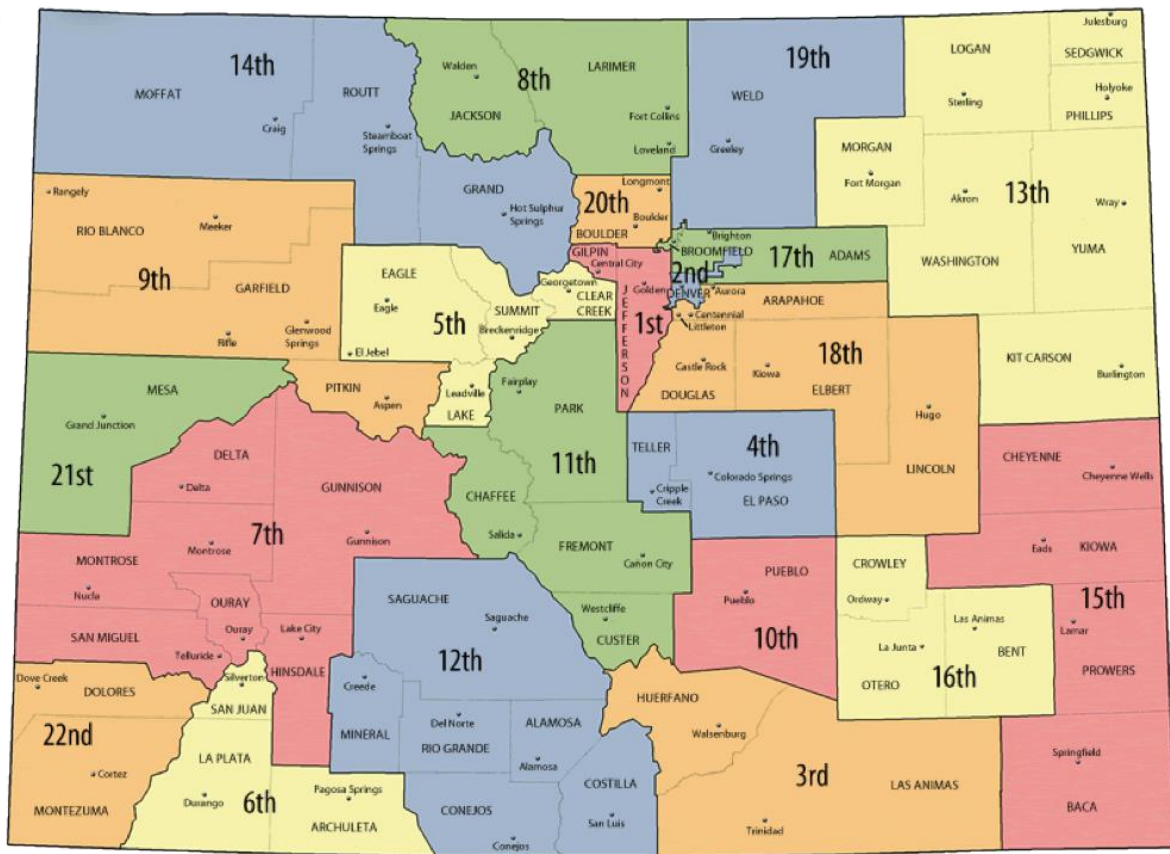 14th
MOFFAT
Craig
ROUTT
Steamboat
Springs
8th
Walden
JACKSON
LARIMER
Fort Collins
Loveland
19th
WELD
Greeley
LOGAN
Sterling
Julesburg
SEDGWICK
Holyoke
PHILLIPS
MORGAN
Fort Morgan
13th
Akron
Wray
WASHINGTON
YUMA
KIT CARSON
Burlington
GRAND
Hot Sulphur
Springs
Longmont
20th
Boulder
BOULDER
Rangely
RIO BLANCO
Meeker
9th
GARFIELD
Rifle
Glenwood
Springs
PITKIN
Aspen
EAGLE
Eagle
5th
El Jebel
SUMMIT
Breckenridge
Leadville
LAKE
Georgetown
CLEAR
CREEK
GILPIN
Central City
JEFFERSON
Golden
1st
BROOMFIELD
Brighton
17th
ADAMS
2nd
DENVER
Aurora
ARAPAHOE
Centennial
Littleton
18th
Castle Rock
DOUGLAS
Kiowa
ELBERT
Hugo
LINCOLN
MESA
Grand Junction
21st
DELTA
Delta
GUNNISON
7th
Gunnison
MONTROSE
Montrose
Nucla
OURAY
Ouray
SAN MIGUEL
Telluride
Lake City
HINSDALE
Fairplay
PARK
11th
CHAFFEE
Salida
FREMONT
Cañon City
Westcliffe
CUSTER
TELLER
Cripple
Creek
4th
Colorado Springs
EL PASO
CHEYENNE
Cheyenne Wells
Eads
KIOWA
15th
Lamar
PROWERS
Springfield
BACA
PUEBLO
Pueblo
10th
CROWLEY
Ordway
Las Animas
La Junta
BENT
OTERO
16th
SAGUACHE
Saguache
12th
Creede
MINERAL
Del Norte
RIO GRANDE
ALAMOSA
Alamosa
CONEJOS
Conejos
COSTILLA
San Luis
HUERFANO
Walsenburg
3rd
LAS ANIMAS
Trinidad
Dove Creek
DOLORES
22nd
Cortez
MONTEZUMA
Silverton
SAN JUAN
LA PLATA
Durango
6th
Pagosa Springs
ARCHULETA